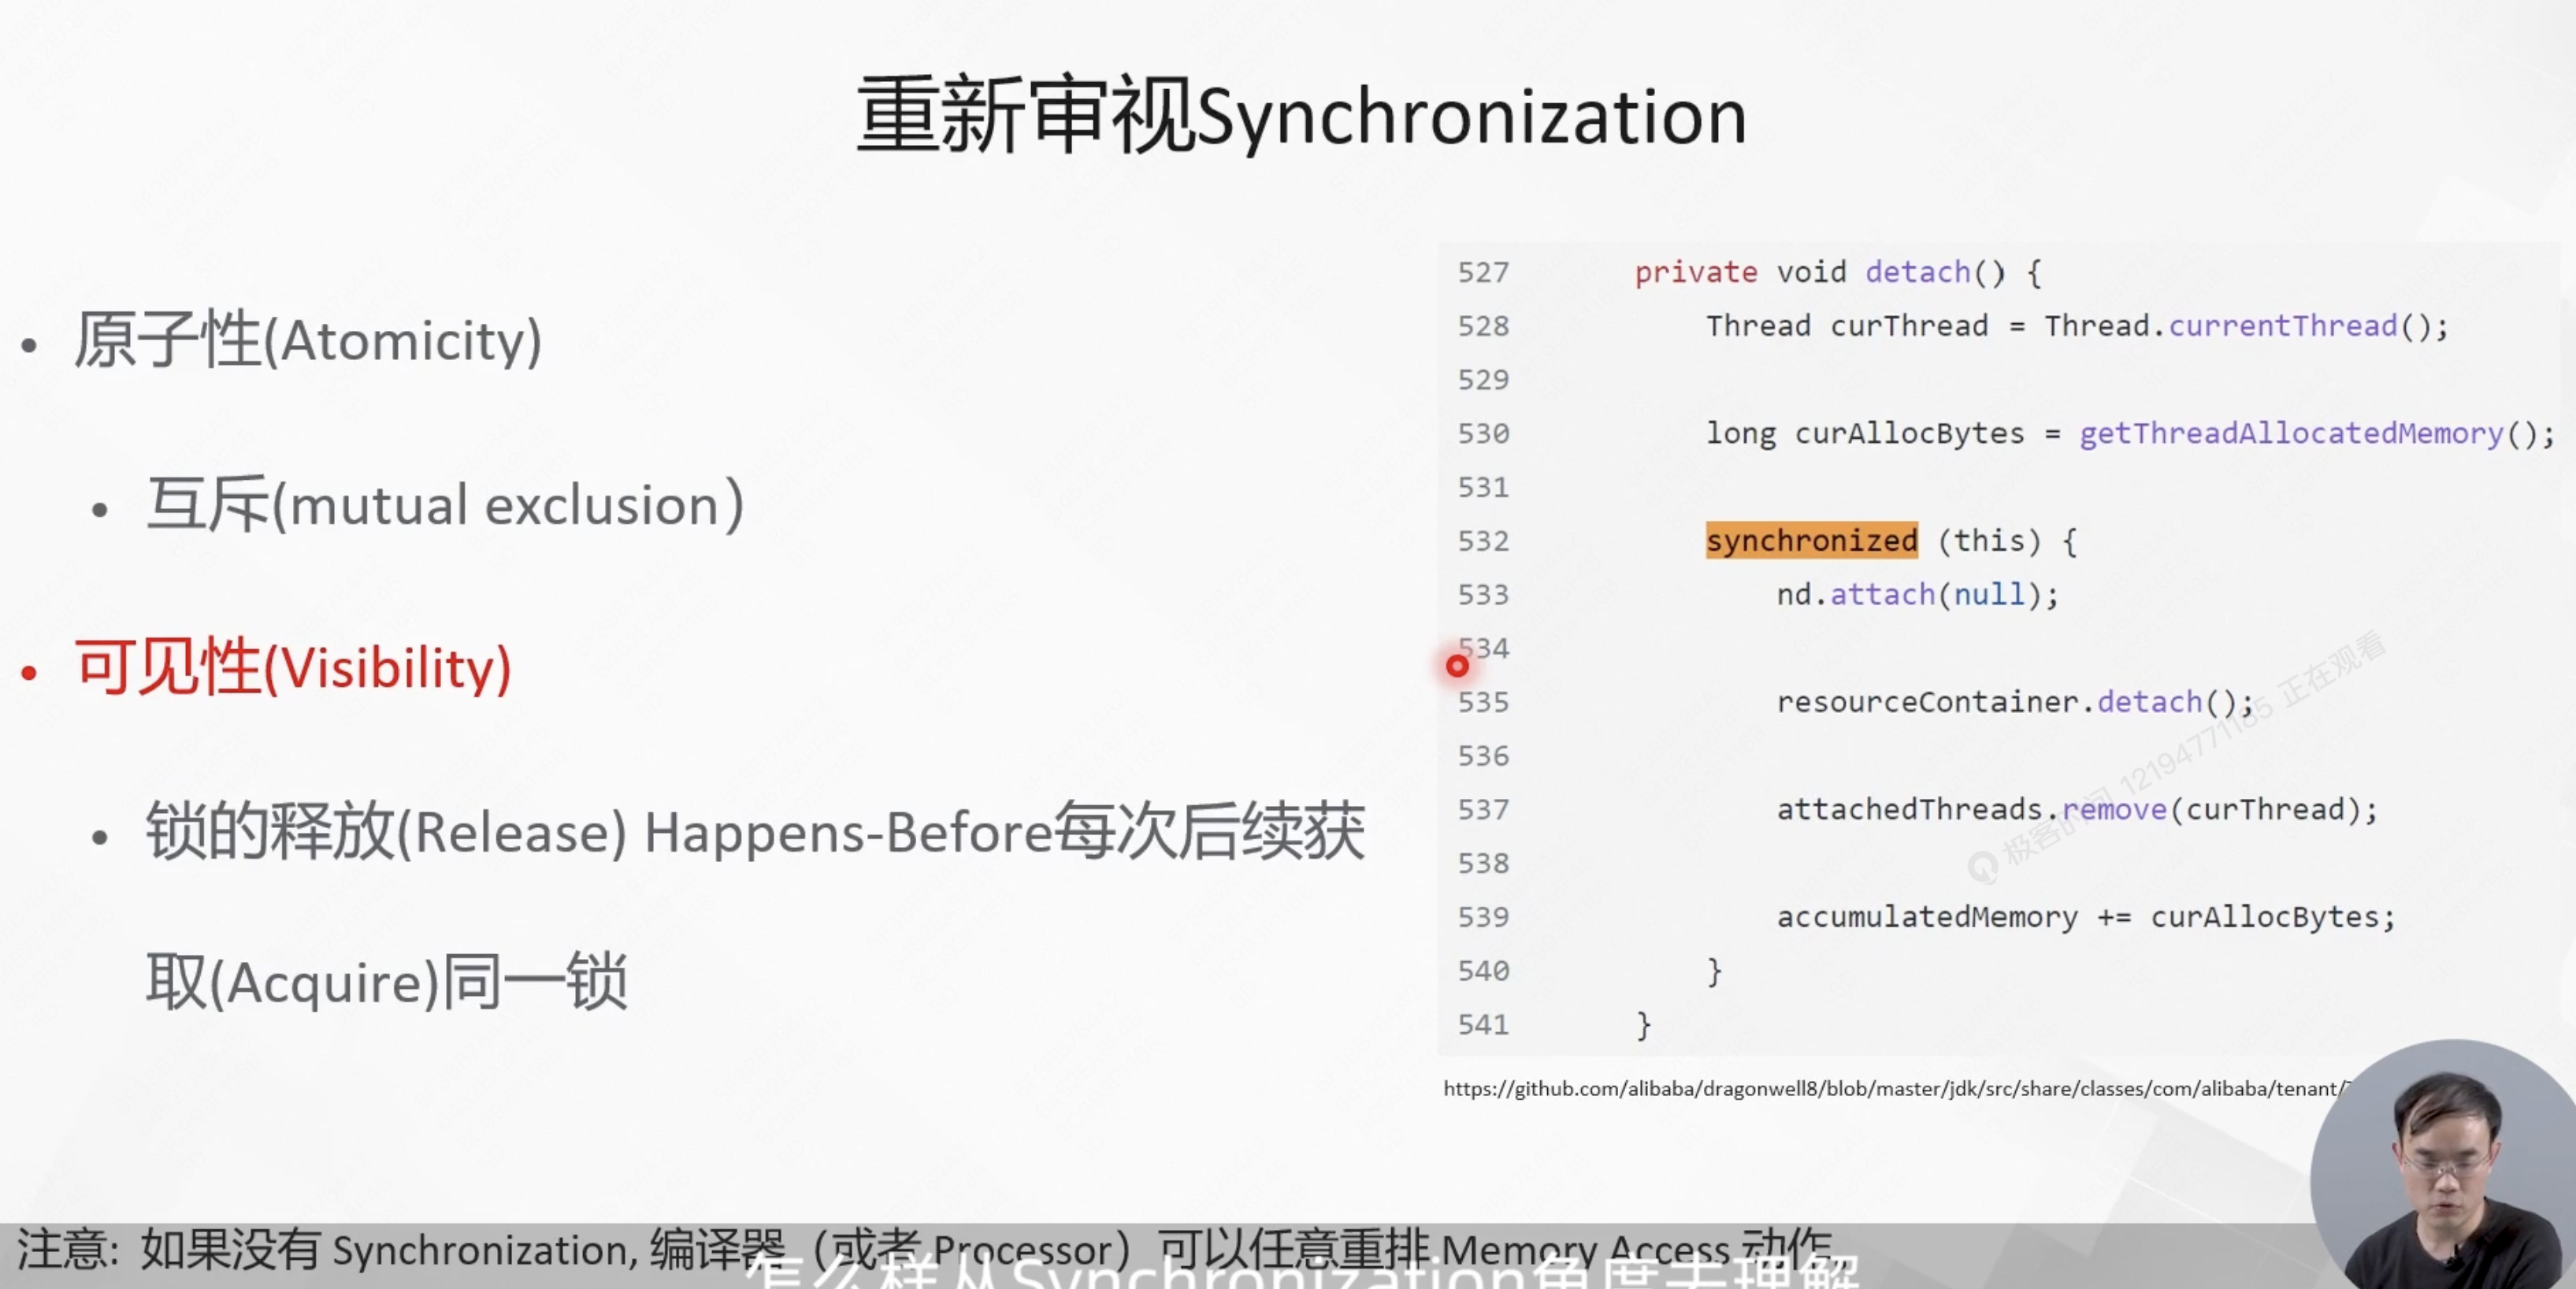 重新审视Synchronization
• 原子性(Atomicity)
• 互斥(mutual exclusion）
• 可见性(Visibility)
• 锁的释放(Release) Happens-Before每次后续获
取(Acquire)同一锁
527 private void detach() {
528 Thread curThread = Thread.currentThread();
529
530 long curAllocBytes = getThreadAllocatedMemory();
531
532 synchronized (this) {
533 nd.attach(null);
534
535 resourceContainer.detach();
536
537 attachedThreads.remove(curThread);
538
539 accumulatedMemory += curAllocBytes;
540 }
541 }
极客时间 12194771185 正在观看
https://github.com/alibaba/dragonwell8/blob/master/jdk/src/share/classes/com/alibaba/tenant/
注意: 如果没有 Synchronization, 编译器（或者 Processor）可以任意重排 Memory Access 动作
怎么样从Synchronization角度去理解